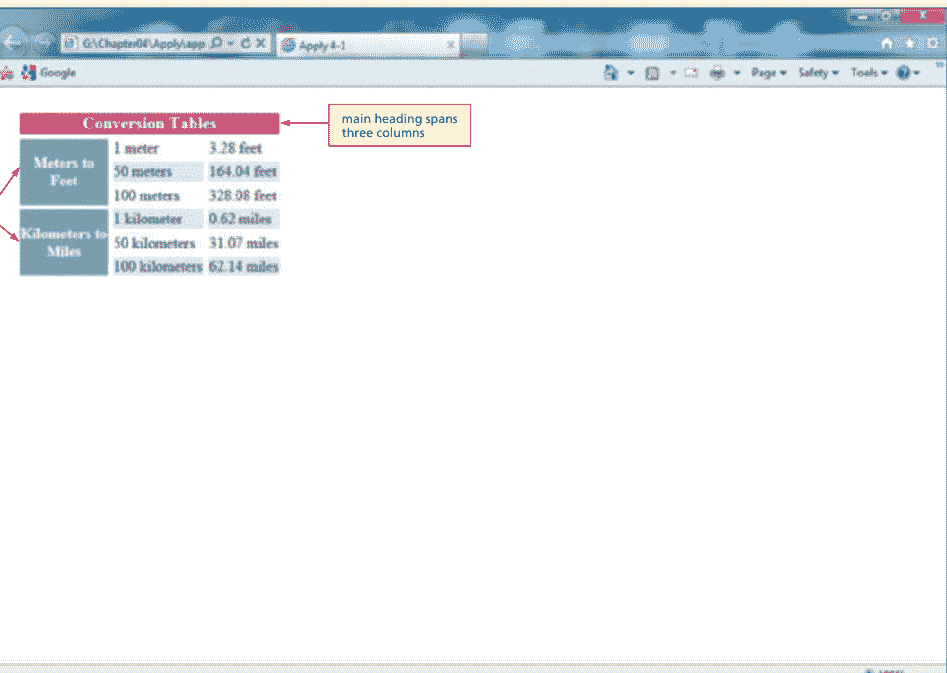 G:\Chapter04\Apply\app
Apply 4-1
Google
Page
Safety
Tools
Conversion Tables
main heading spans
three columns
Meters to
Feet
1 meter 3.28 feet
50 meters 164.04 feet
100 meters 328.08 feet
Kilometers to
Miles
1 kilometer 0.62 miles
50 kilometers 31.07 miles
100 kilometers 62.14 miles